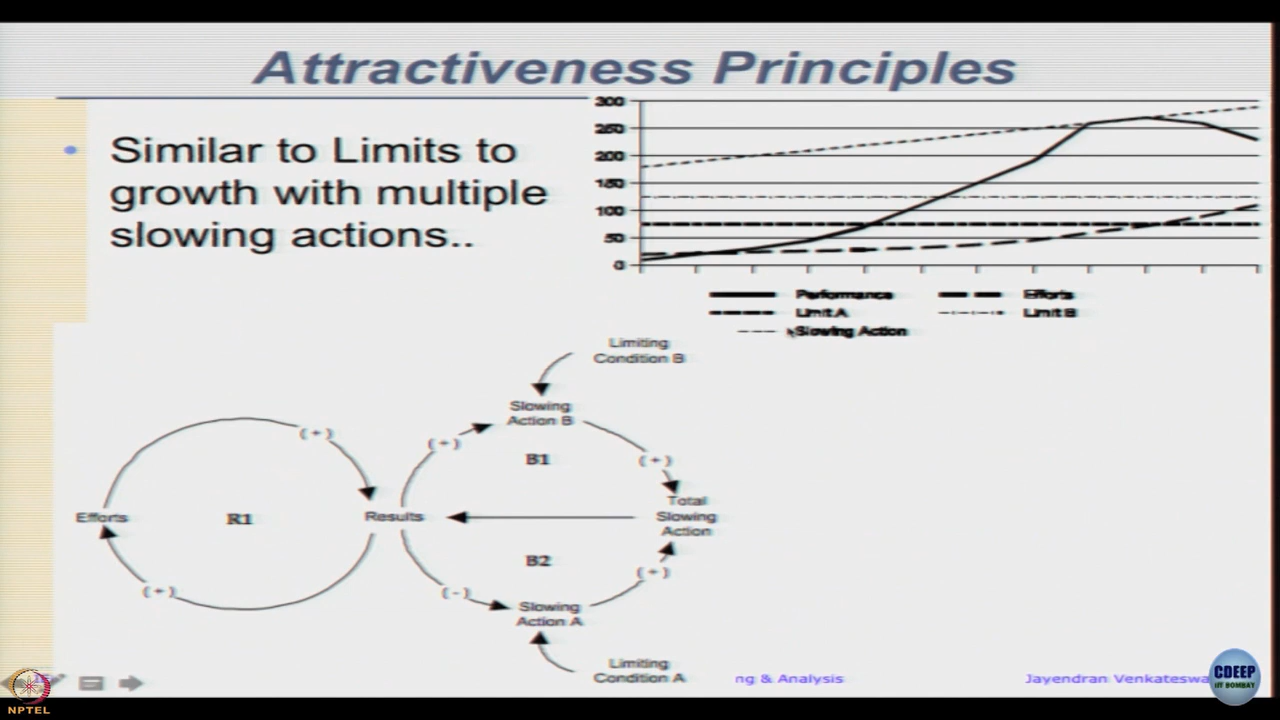 Attractiveness Principles
Similar to Limits to
growth with multiple
slowing actions..
300
250
200
150
100
50
0
Performance
Efforts
Limit A
Limit B
Slowing Action
Limiting
Condition B
Slowing
Action B
(+)
(+)
(+)
B1
Efforts
R1
Results
Total
Slowing
Action
B2
(+)
(-)
(+)
Slowing
Action A
Limiting
Condition A
ng & Analysis
Jayendran Venkateswa
CDEEP
IIT BOMBAY
NPTEL